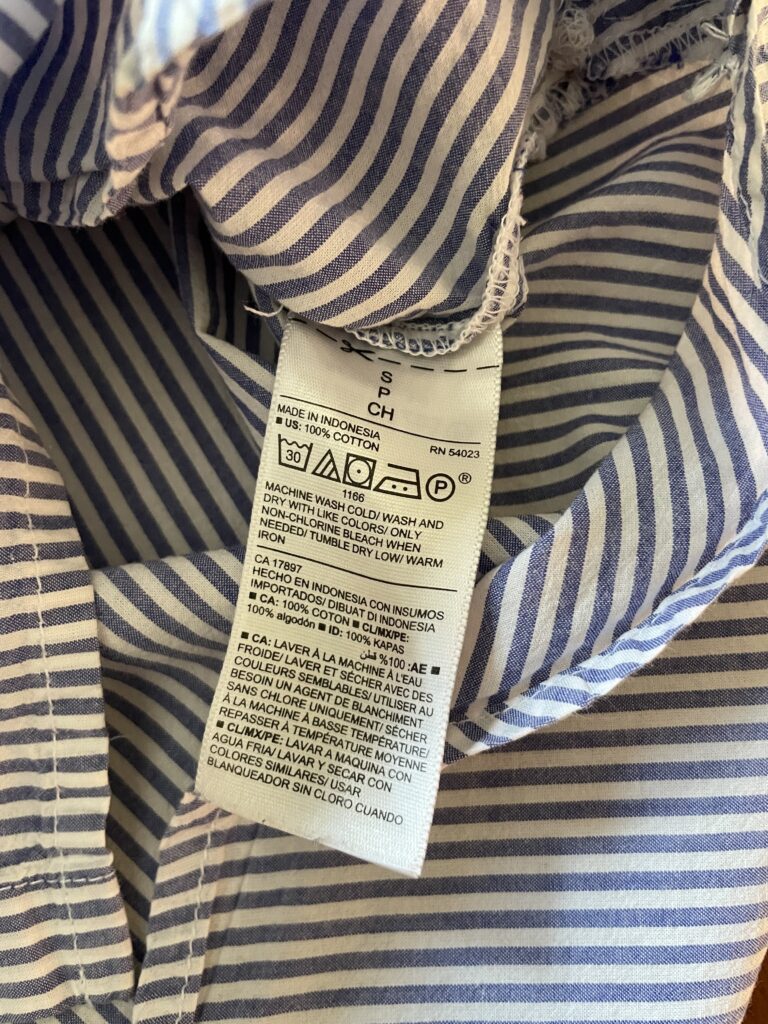 S
P
CH
MADE IN INDONESIA
■ US: 100% COTTON
RN 54023
30
P
®
1166
MACHINE WASH COLD/ WASH AND
DRY WITH LIKE COLORS/ ONLY
NON-CHLORINE BLEACH WHEN
NEEDED/ TUMBLE DRY LOW/ WARM
IRON
CA 17897
HECHO EN INDONESIA CON INSUMOS
IMPORTADOS/ DIBUAT DI INDONESIA
■ CA: 100% COTON ■ CL/MX/PE:
100% algodón ■ ID: 100% KAPAS
■ AE: 100% قطن
■ CA: LAVER À LA MACHINE À L'EAU
FROIDE/ LAVER ET SÉCHER AVEC DES
COULEURS SEMBLABLES/ UTILISER AU
BESOIN UN AGENT DE BLANCHIMENT
SANS CHLORE UNIQUEMENT/ SÉCHER
À LA MACHINE À BASSE TEMPÉRATURE/
REPASSER À TEMPÉRATURE MOYENNE
■ CL/MX/PE: LAVAR A MAQUINA CON
AGUA FRIA/ LAVAR Y SECAR CON
COLORES SIMILARES/ USAR
BLANQUEADOR SIN CLORO CUANDO